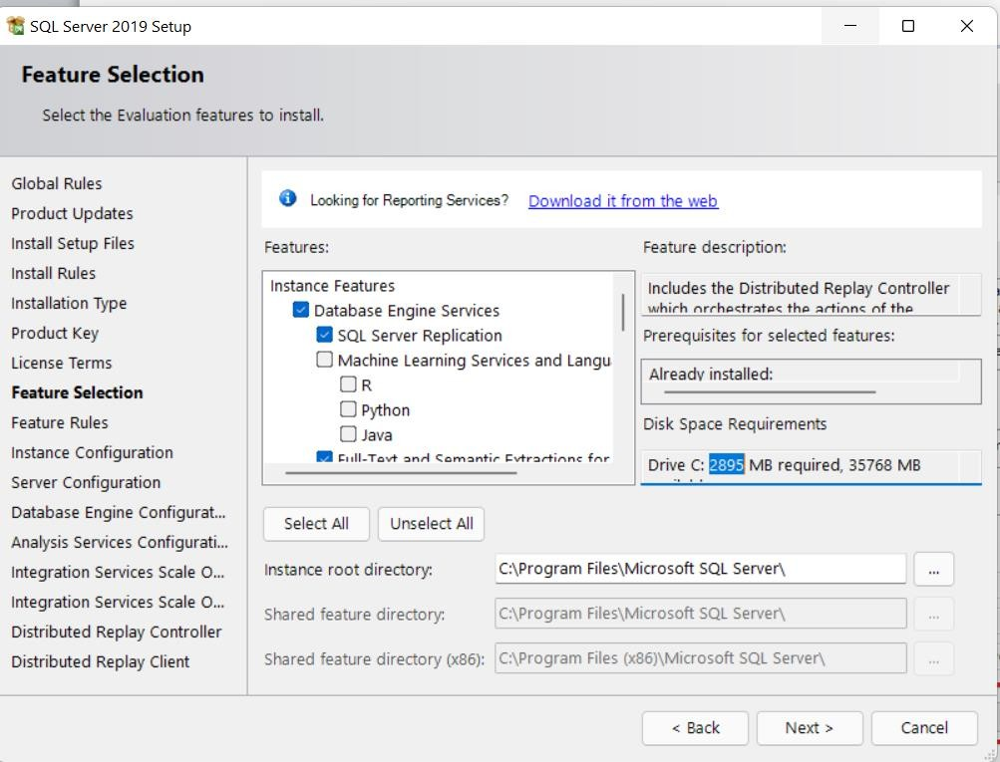 SQL Server 2019 Setup
Feature Selection
Select the Evaluation features to install.
Global Rules
Product Updates
Install Setup Files
Install Rules
Installation Type
Product Key
License Terms
Feature Selection
Feature Rules
Instance Configuration
Server Configuration
Database Engine Configurat...
Analysis Services Configurati...
Integration Services Scale O...
Integration Services Scale O...
Distributed Replay Controller
Distributed Replay Client
Looking for Reporting Services? Download it from the web
Features:
Instance Features
Database Engine Services
SQL Server Replication
Machine Learning Services and Langu
R
Python
Java
Full-Text and Semantic Extractions for
Feature description:
Includes the Distributed Replay Controller
which orchestrates the actions of the
Prerequisites for selected features:
Already installed:
Disk Space Requirements
Drive C: 2895 MB required, 35768 MB
Select All Unselect All
Instance root directory: C:\Program Files\Microsoft SQL Server\ ...
Shared feature directory: C:\Program Files\Microsoft SQL Server\ ...
Shared feature directory (x86): C:\Program Files (x86)\Microsoft SQL Server\ ...
< Back Next > Cancel